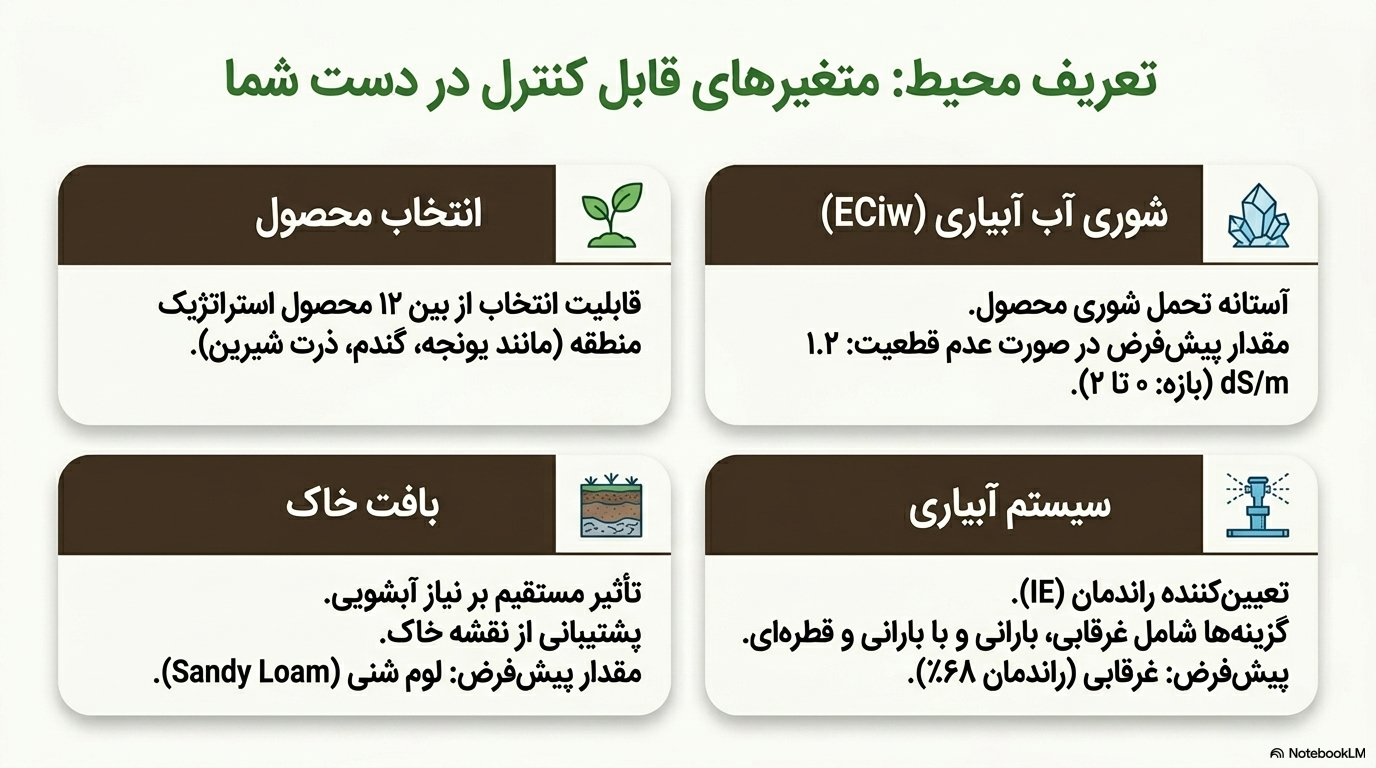 تعریف محیط: متغیرهای قابل کنترل در دست شما
شوری آب آبیاری (ECiw)
آستانه تحمل شوری محصول.
مقدار پیش‌فرض در صورت عدم قطعیت: ۱.۲
dS/m (بازه: ۰ تا ۲).
انتخاب محصول
قابلیت انتخاب از بین ۱۲ محصول استراتژیک
منطقه (مانند یونجه، گندم، ذرت شیرین).
سیستم آبیاری
تعیین‌کننده راندمان (IE).
گزینه‌ها شامل غرقابی، بارانی و با بارانی و قطره‌ای.
پیش‌فرض: غرقابی (راندمان ۶۸٪).
بافت خاک
تأثیر مستقیم بر نیاز آبشویی.
پشتیبانی از نقشه خاک.
مقدار پیش‌فرض: لوم شنی (Sandy Loam).
NotebookLM